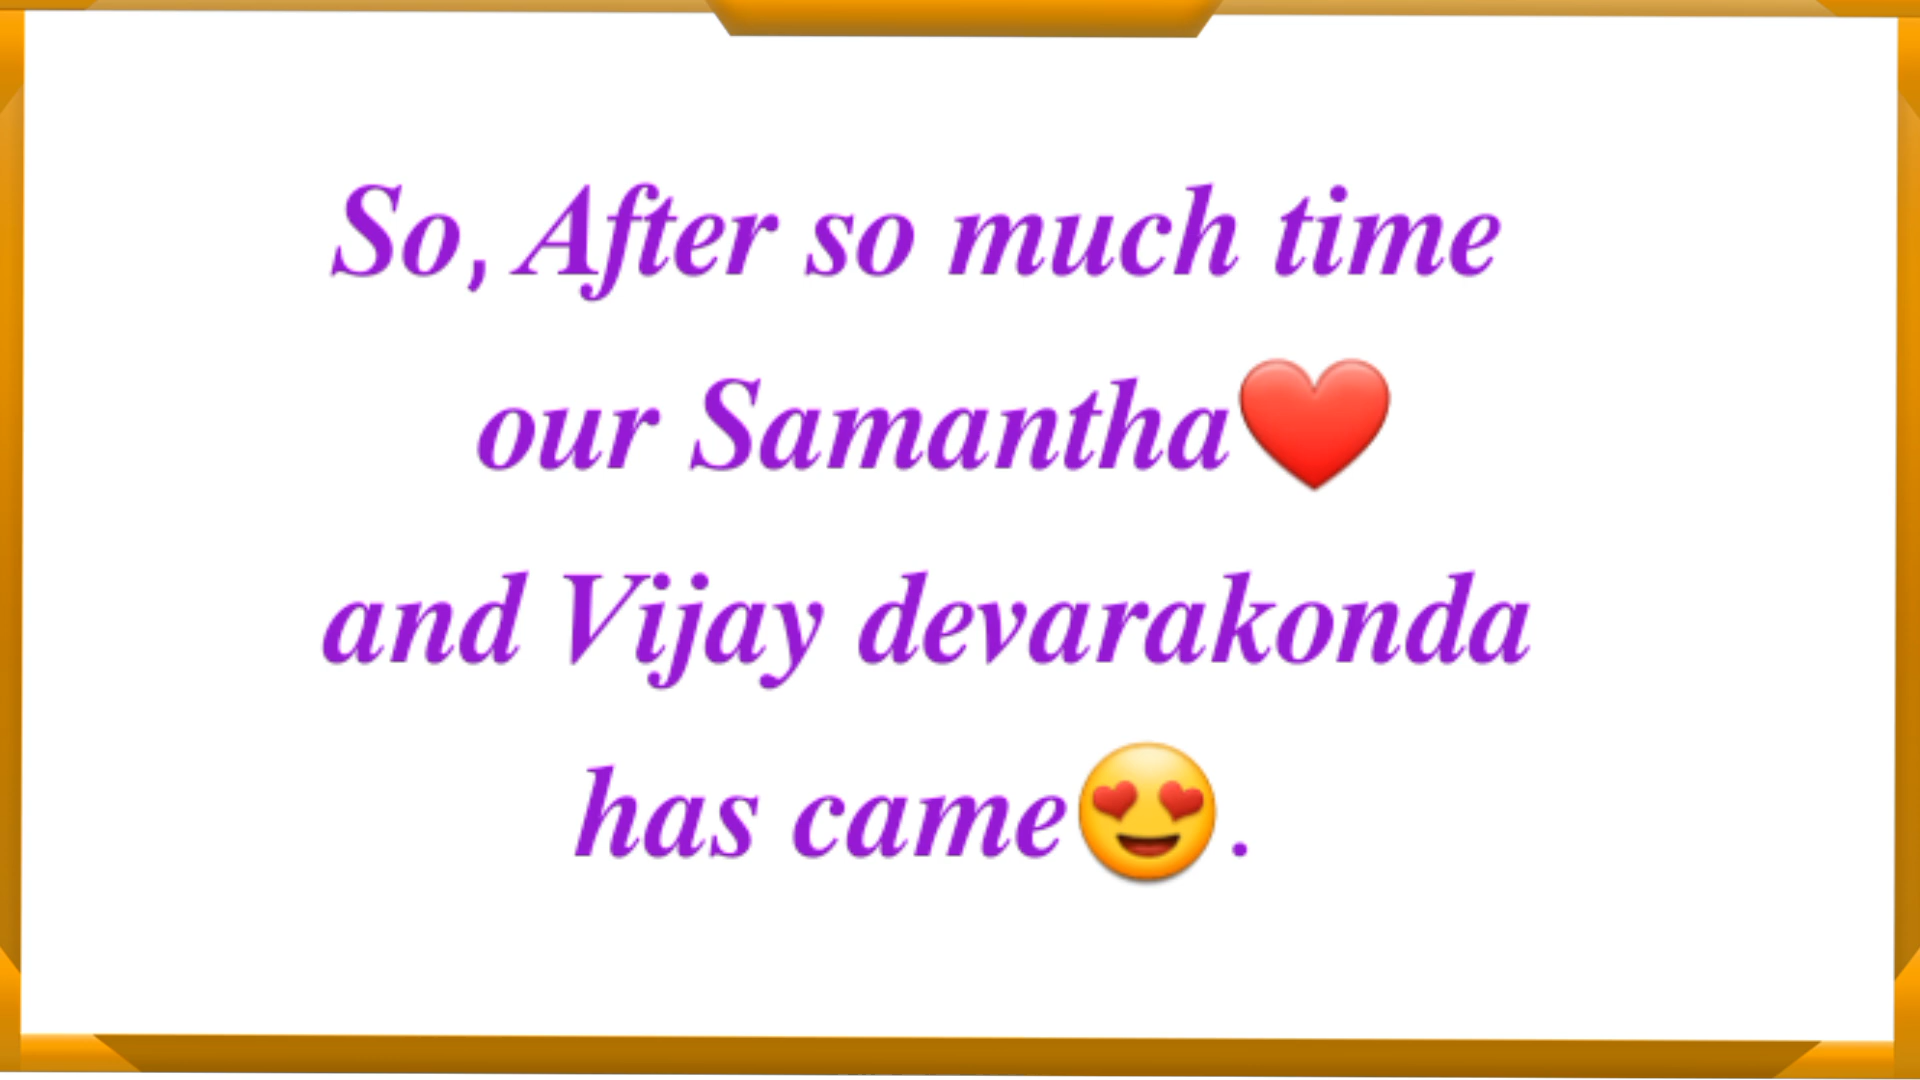 So, After so much time
our Samantha❤️
and Vijay devarakonda
has came😍.